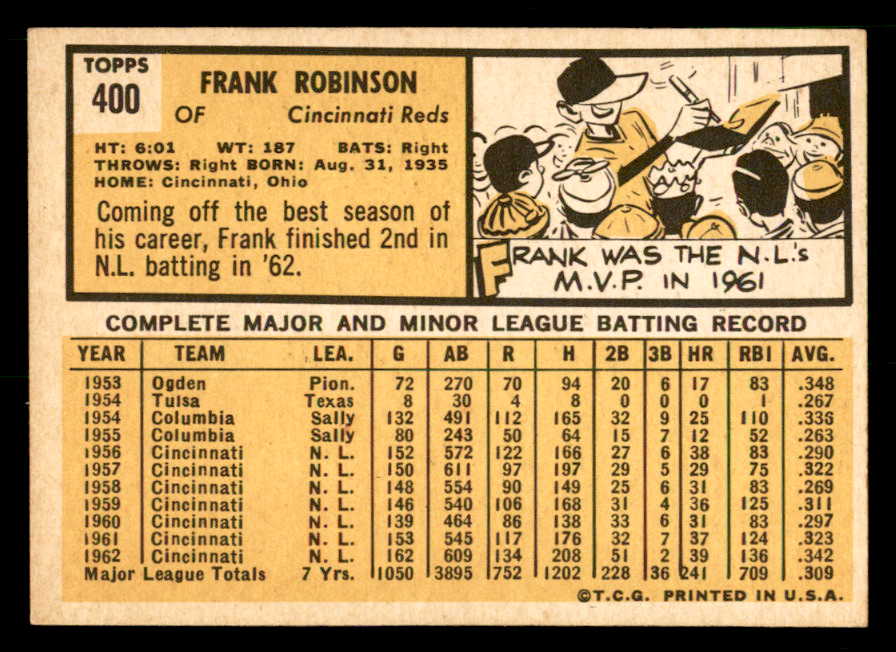 TOPPS
400
FRANK ROBINSON
OF Cincinnati Reds
HT: 6:01 WT: 187 BATS: Right
THROWS: Right BORN: Aug. 31, 1935
HOME: Cincinnati, Ohio
Coming off the best season of
his career, Frank finished 2nd in
N.L. batting in '62.
FRANK WAS THE N.L.'s
M.V.P. IN 1961
COMPLETE MAJOR AND MINOR LEAGUE BATTING RECORD
YEAR TEAM LEA. G AB R H 2B 3B HR RBI AVG.
1953 Ogden Pion. 72 270 70 94 20 6 17 83 .348
1954 Tulsa Texas 8 30 4 8 0 0 0 1 .267
1954 Columbia Sally 132 491 112 165 32 9 25 110 .336
1955 Columbia Sally 80 243 50 64 15 7 12 52 .263
1956 Cincinnati N. L. 152 572 122 166 27 6 38 83 .290
1957 Cincinnati N. L. 150 611 97 197 29 5 29 75 .322
1958 Cincinnati N. L. 148 554 90 149 25 6 31 83 .269
1959 Cincinnati N. L. 146 540 106 168 31 4 36 125 .311
1960 Cincinnati N. L. 139 464 86 138 33 6 31 83 .297
1961 Cincinnati N. L. 153 545 117 176 32 7 37 124 .323
1962 Cincinnati N. L. 162 609 134 208 51 2 39 136 .342
Major League Totals 7 Yrs. 1050 3895 752 1202 228 36 241 709 .309
©T.C.G. PRINTED IN U.S.A.